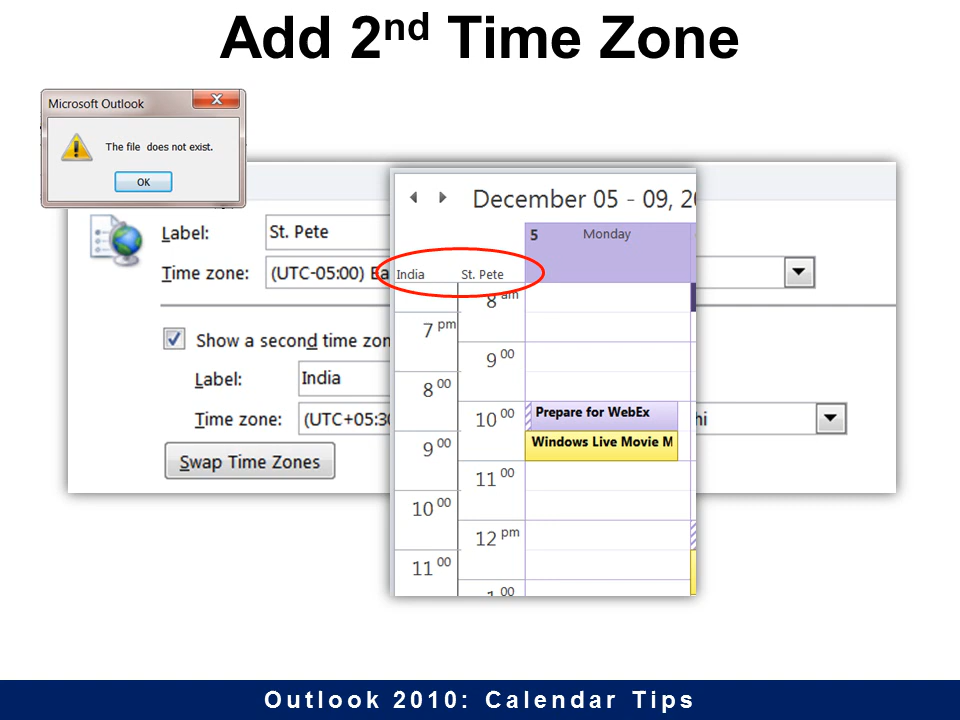 Add 2nd Time Zone
Microsoft Outlook
The file does not exist.
OK
Label:
St. Pete
Time zone:
(UTC-05:00) Ea
Show a second time zon
Label:
India
Time zone:
(UTC+05:30
hi
Swap Time Zones
December 05 - 09, 20
5 Monday
India St. Pete
8 am
7 pm
9 00
8 00
10 00 Prepare for WebEx
9 00 Windows Live Movie M
11 00
10 00
12 pm
11 00
1 00
Outlook 2010: Calendar Tips